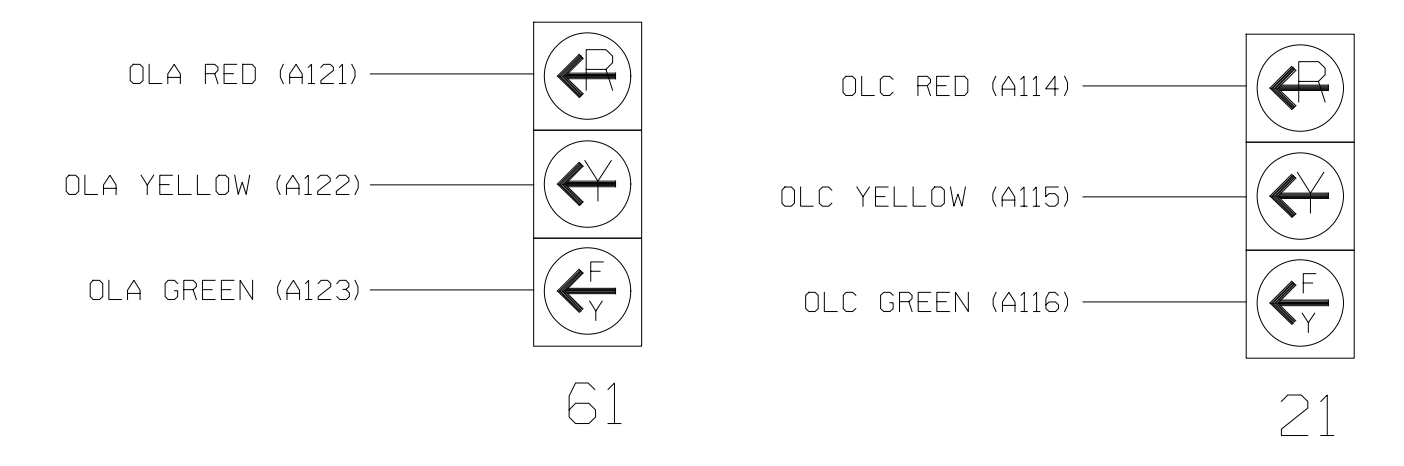 OLA RED (A121)
R
OLA YELLOW (A122)
Y
OLA GREEN (A123)
F
Y
61
OLC RED (A114)
R
OLC YELLOW (A115)
Y
OLC GREEN (A116)
F
Y
21